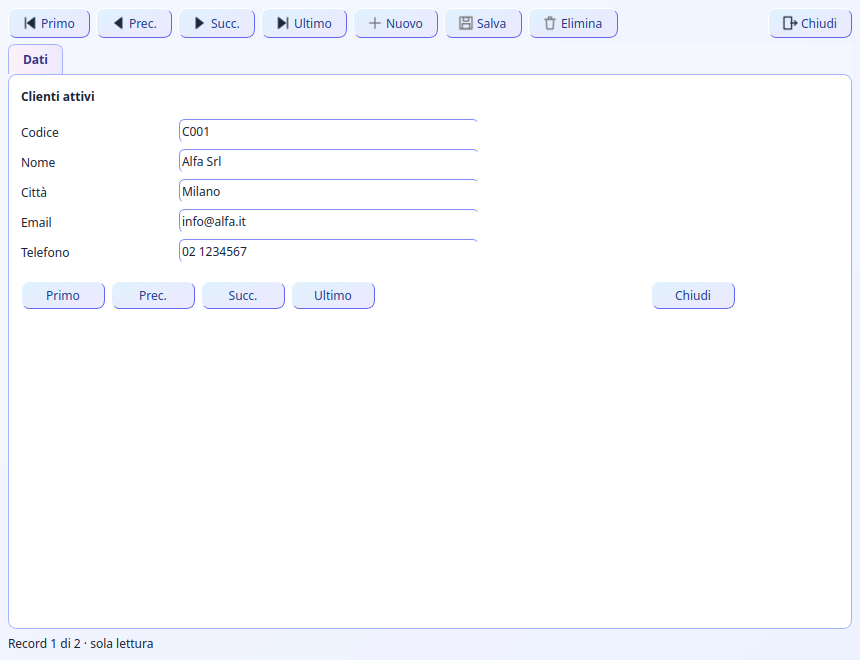 Primo Prec. Succ. Ultimo Nuovo Salva Elimina Chiudi
Dati
Clienti attivi
Codice C001
Nome Alfa Srl
Città Milano
Email info@alfa.it
Telefono 02 1234567
Primo Prec. Succ. Ultimo Chiudi
Record 1 di 2 · sola lettura